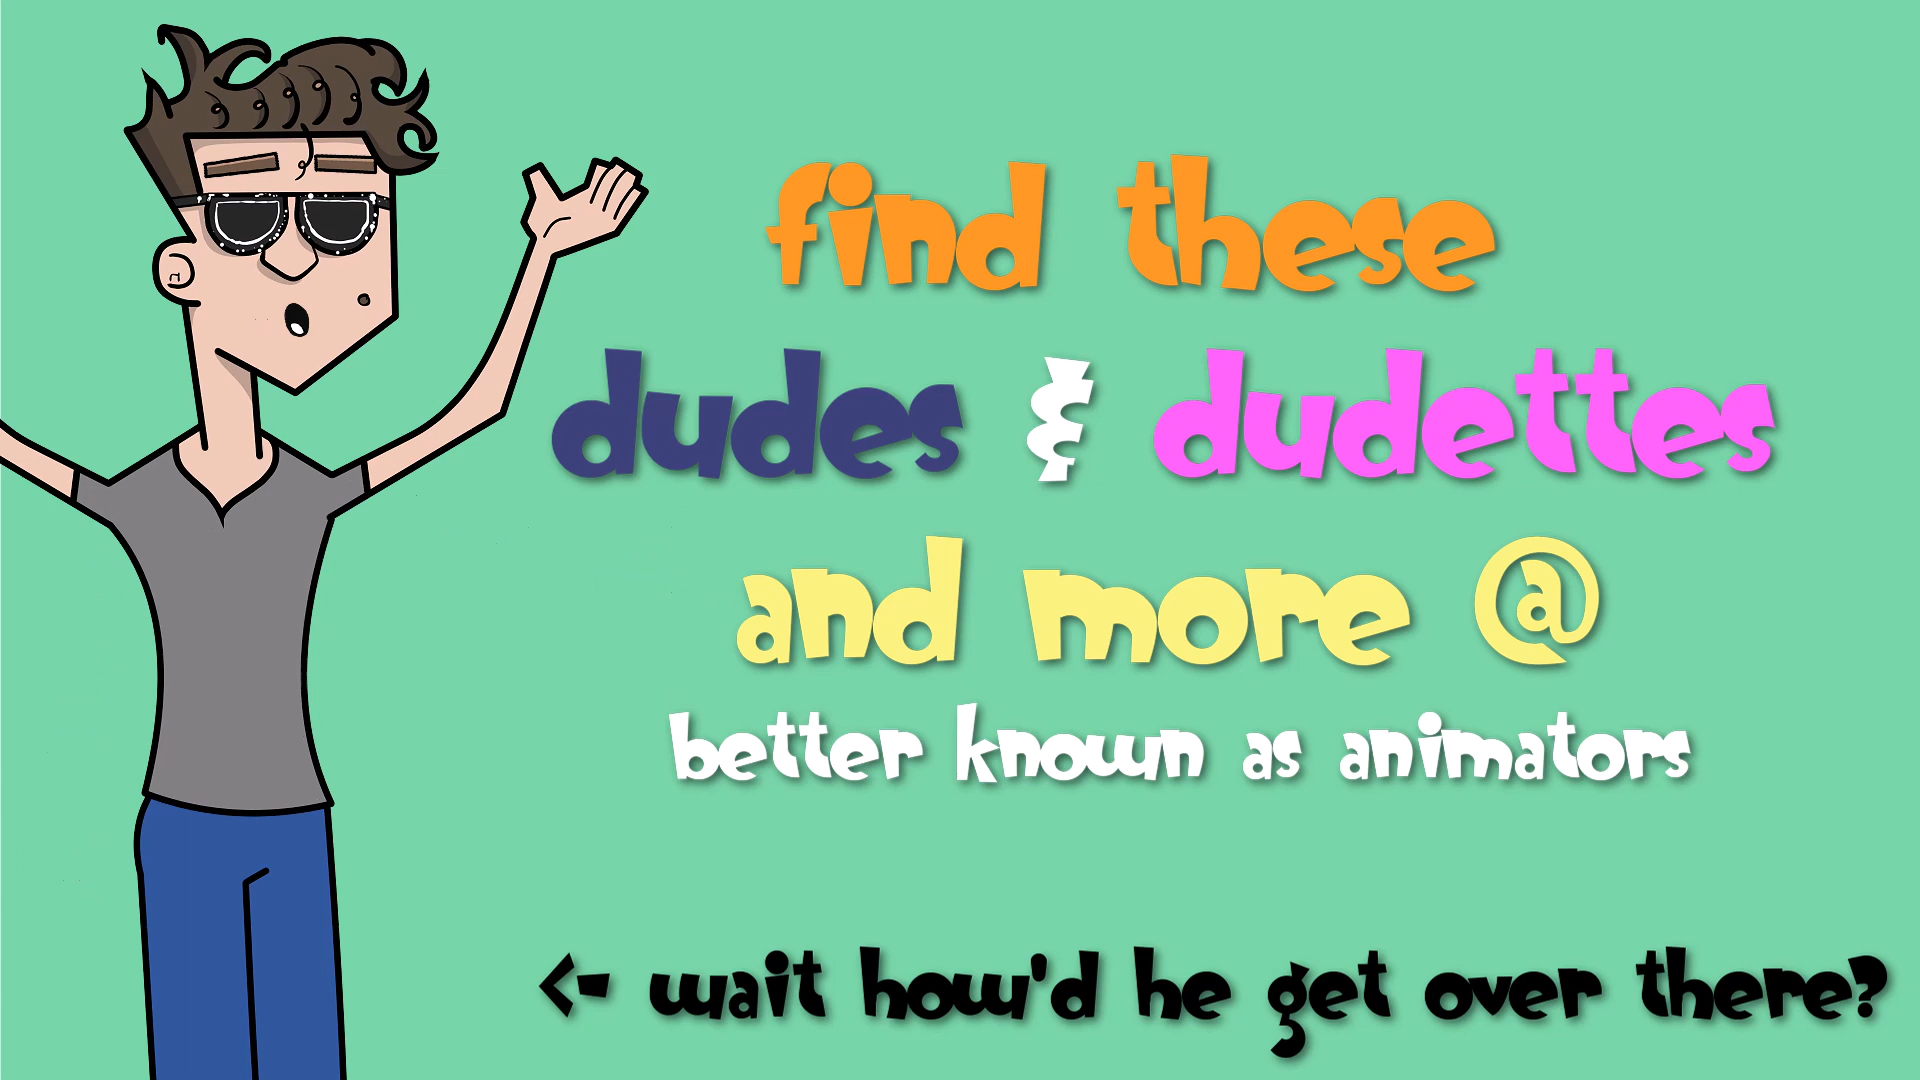 find these
dudes & dudettes
and more @
better known as animators
<- wait how'd he get over there?